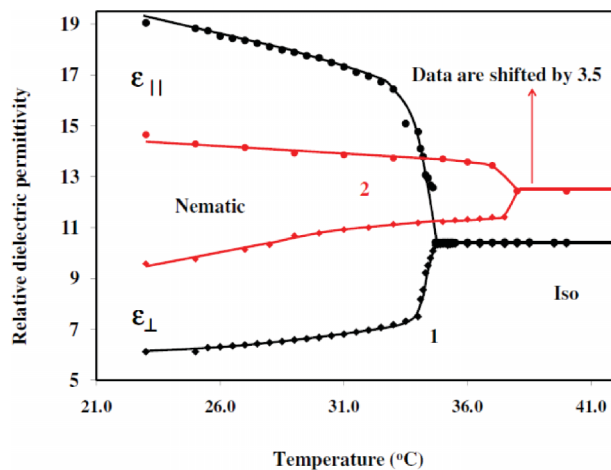 19
17
15
13
11
9
7
5
21.0 26.0 31.0 36.0 41.0
Relative dielectric permittivity
Temperature (°C)
ε||
Data are shifted by 3.5
2
Nematic
Iso
ε⊥
1